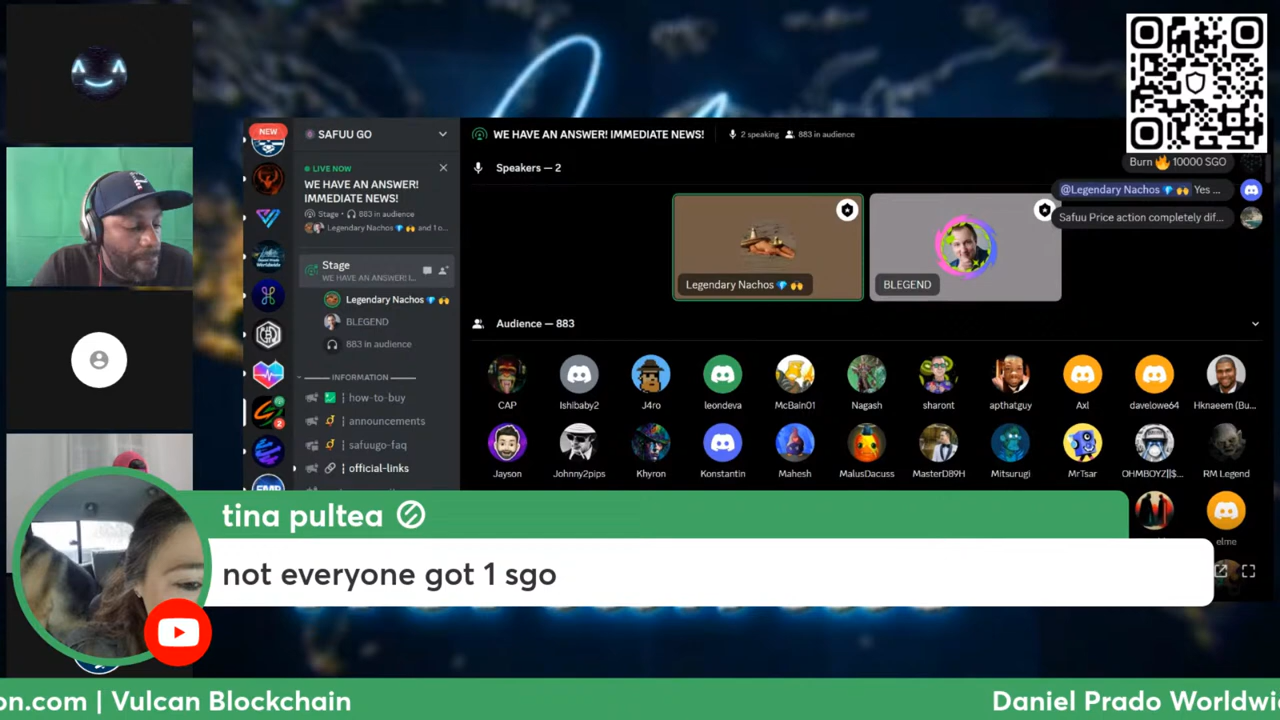 NEW
SAFUU GO
LIVE NOW
WE HAVE AN ANSWER!
IMMEDIATE NEWS!
Stage • 883 in audience
Legendary Nachos 💎 🙌 and 1 o...
Stage
WE HAVE AN ANSWER! I...
Legendary Nachos 💎 🙌
BLEGEND
883 in audience
INFORMATION
how-to-buy
announcements
safuugo-faq
official-links
2
WE HAVE AN ANSWER! IMMEDIATE NEWS!
2 speaking 883 in audience
Speakers — 2
Legendary Nachos 💎 🙌
BLEGEND
Burn 🔥 10000 SGO
@Legendary Nachos 💎 🙌 Yes ...
Safuu Price action completely dif...
Audience — 883
CAP Ishibaby2 J4ro leondeva McBain01 Nagash sharont apthatguy Axl davelowe64 Hknaeem (Bu...
Jayson Johnny2pips Khyron Konstantin Mahesh MalusDacuss MasterD89H Mitsurugi MrTsar OHMBOYZ||$... RM Legend
elme
tina pultea
not everyone got 1 sgo
on.com | Vulcan Blockchain
Daniel Prado Worldwi